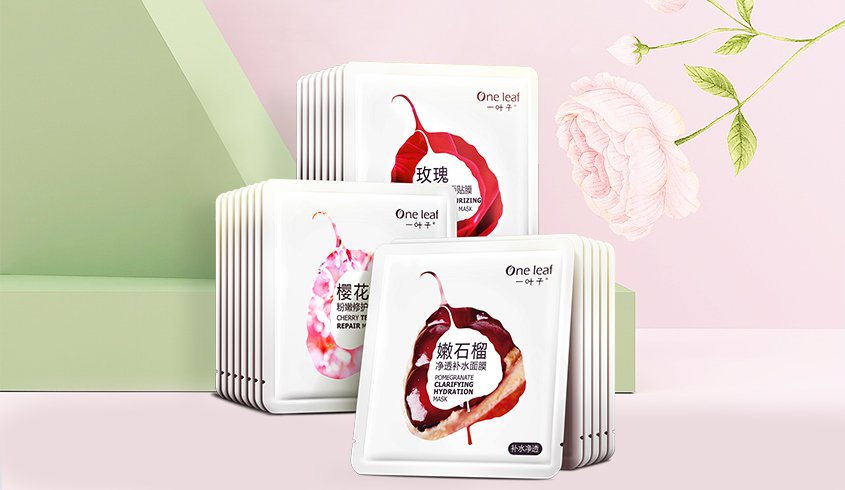 One leaf
一叶子
玫瑰
贴膜
RIZING
MASK
One leaf
一叶子
樱花
粉嫩修护
CHERRY
REPAIR
One leaf
一叶子
嫩石榴
净透补水面膜
POMEGRANATE
CLARIFYING
HYDRATION
MASK
补水净透